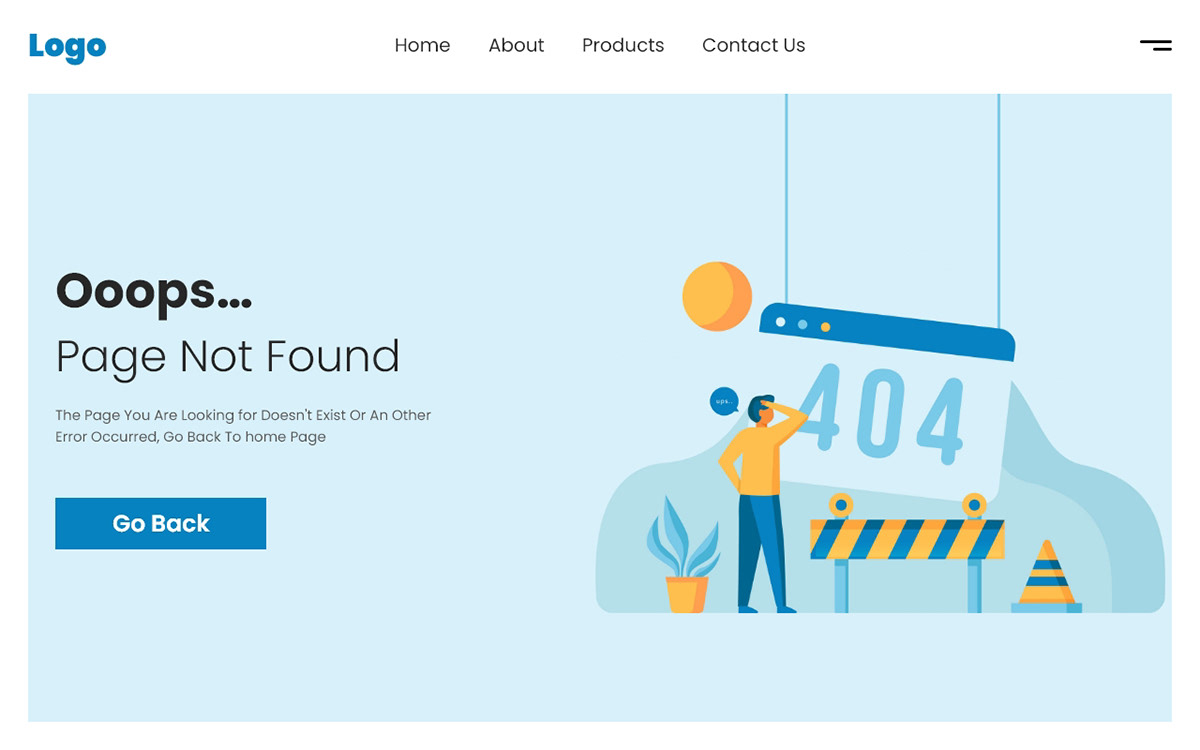 Logo
Home About Products Contact Us
Ooops...
Page Not Found
The Page You Are Looking for Doesn't Exist Or An Other
Error Occurred, Go Back To home Page
Go Back
ups...
404